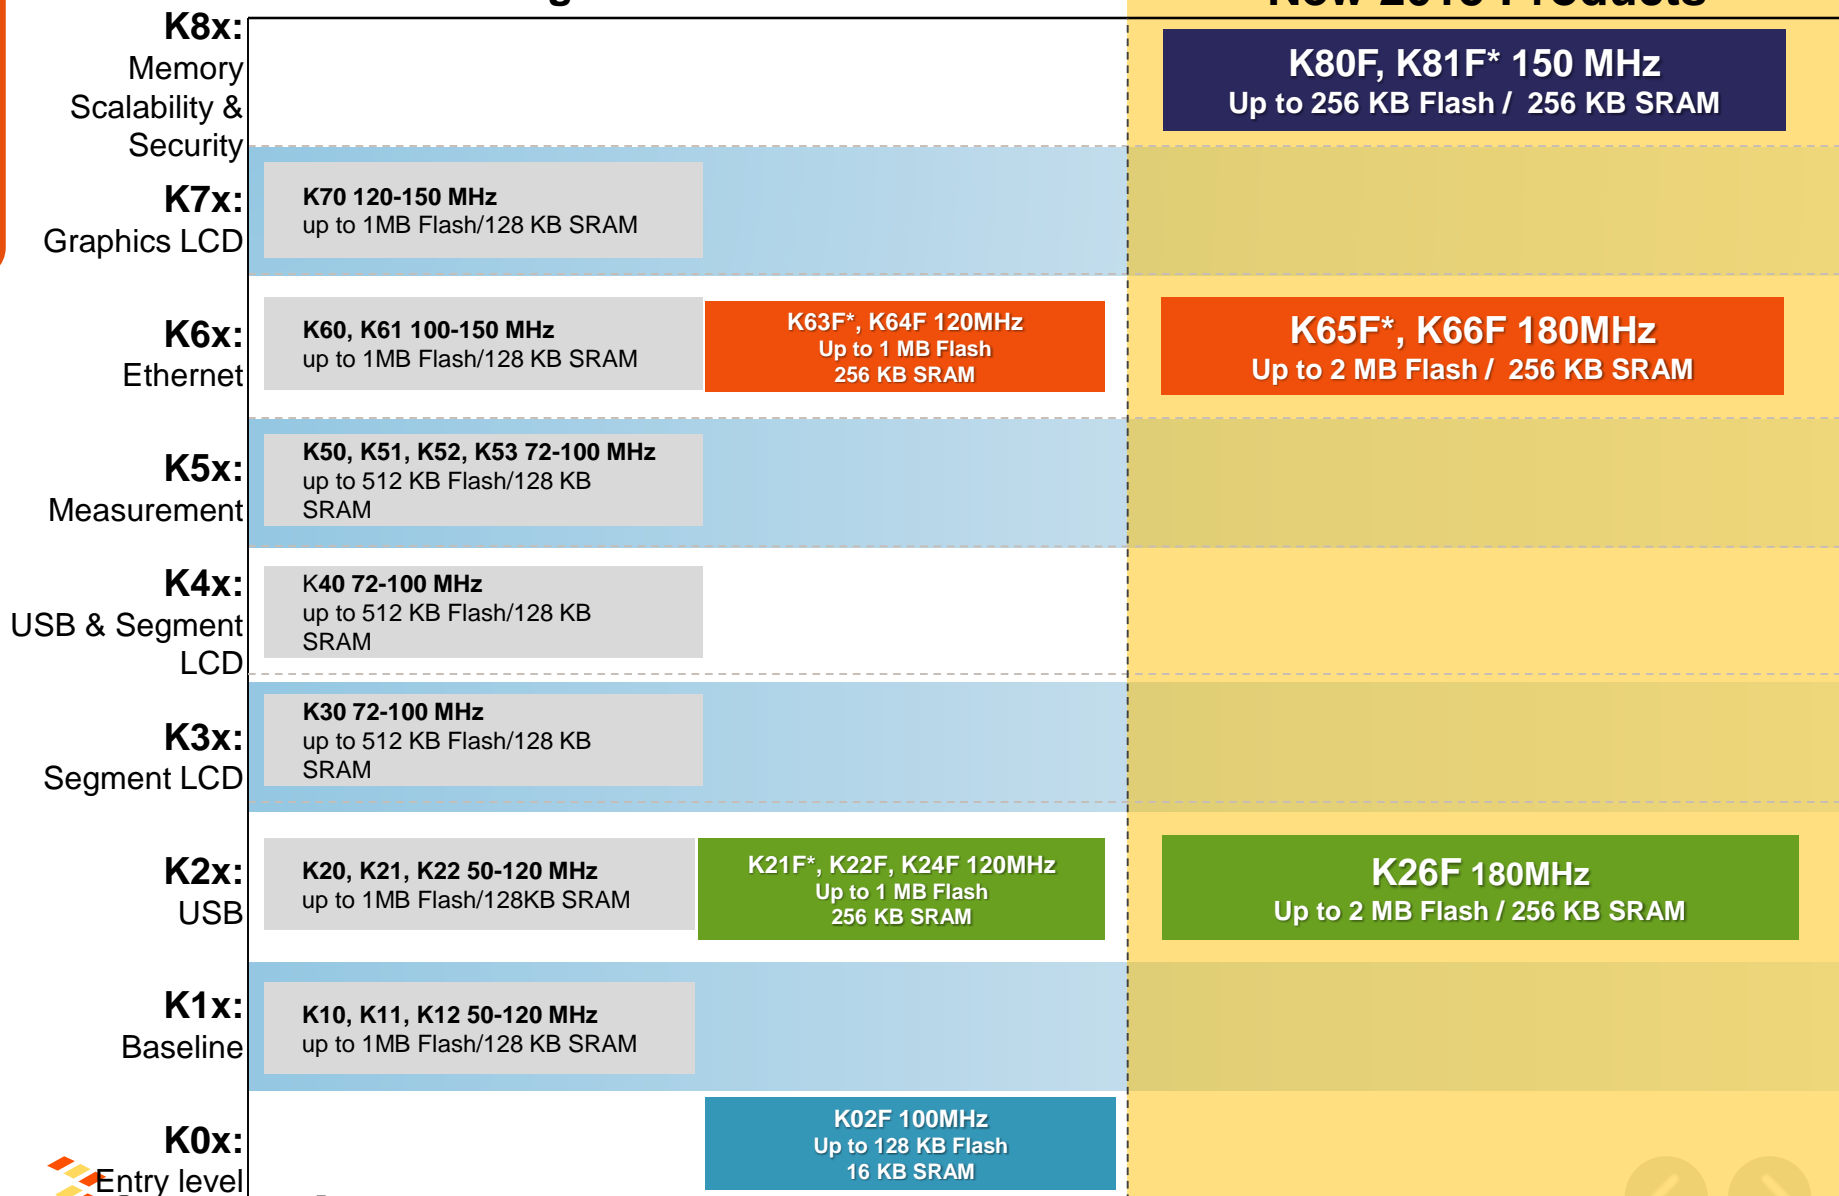 K8x:
Memory
Scalability &
Security
K80F, K81F* 150 MHz
Up to 256 KB Flash / 256 KB SRAM
K7x:
Graphics LCD
K70 120-150 MHz
up to 1MB Flash/128 KB SRAM
K6x:
Ethernet
K60, K61 100-150 MHz
up to 1MB Flash/128 KB SRAM
K63F*, K64F 120MHz
Up to 1 MB Flash
256 KB SRAM
K65F*, K66F 180MHz
Up to 2 MB Flash / 256 KB SRAM
K5x:
Measurement
K50, K51, K52, K53 72-100 MHz
up to 512 KB Flash/128 KB
SRAM
K4x:
USB & Segment
LCD
K40 72-100 MHz
up to 512 KB Flash/128 KB
SRAM
K3x:
Segment LCD
K30 72-100 MHz
up to 512 KB Flash/128 KB
SRAM
K2x:
USB
K20, K21, K22 50-120 MHz
up to 1MB Flash/128KB SRAM
K21F*, K22F, K24F 120MHz
Up to 1 MB Flash
256 KB SRAM
K26F 180MHz
Up to 2 MB Flash / 256 KB SRAM
K1x:
Baseline
K10, K11, K12 50-120 MHz
up to 1MB Flash/128 KB SRAM
K0x:
Entry level
K02F 100MHz
Up to 128 KB Flash
16 KB SRAM